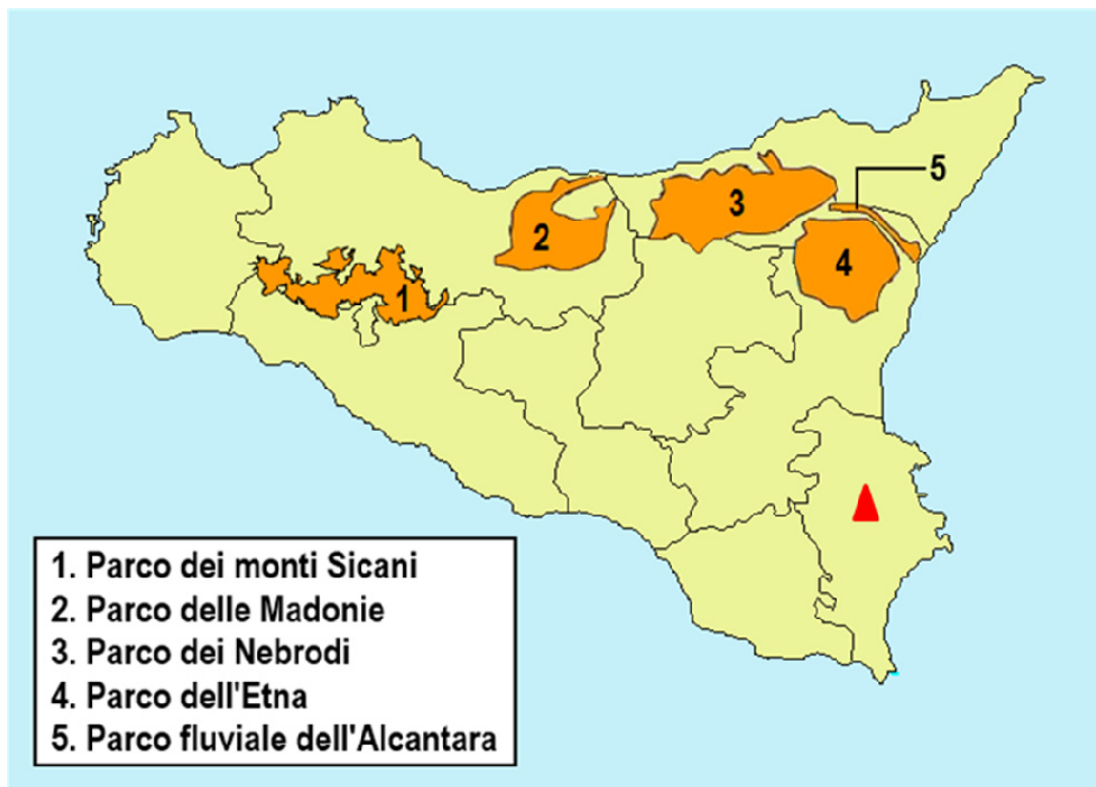 5
3
2
4
1
1. Parco dei monti Sicani
2. Parco delle Madonie
3. Parco dei Nebrodi
4. Parco dell'Etna
5. Parco fluviale dell'Alcantara